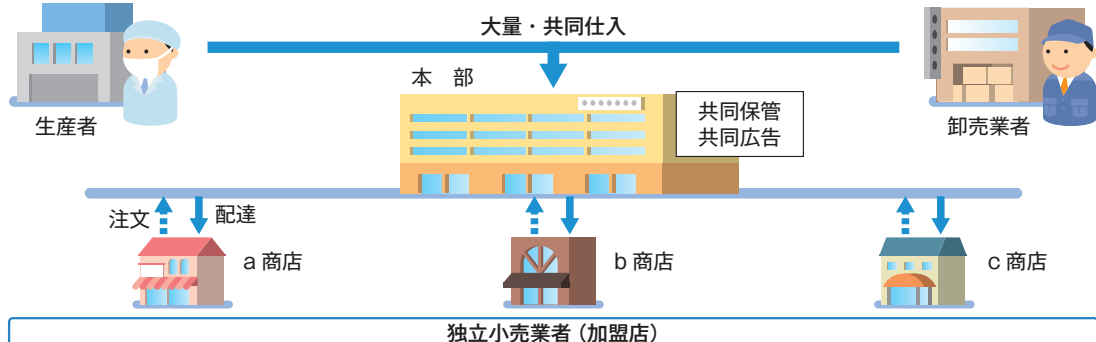 大量・共同仕入
本 部
共同保管
共同広告
生産者
卸売業者
注文
配達
a 商店
b 商店
c 商店
独立小売業者（加盟店）